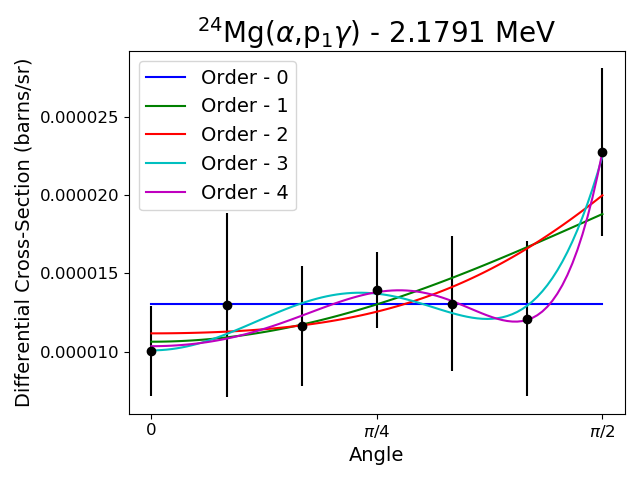 ²⁴Mg(α,p₁γ) - 2.1791 MeV
Order - 0
Order - 1
Order - 2
Order - 3
Order - 4
Differential Cross-Section (barns/sr)
0.000025
0.000020
0.000015
0.000010
0
π/4
π/2
Angle